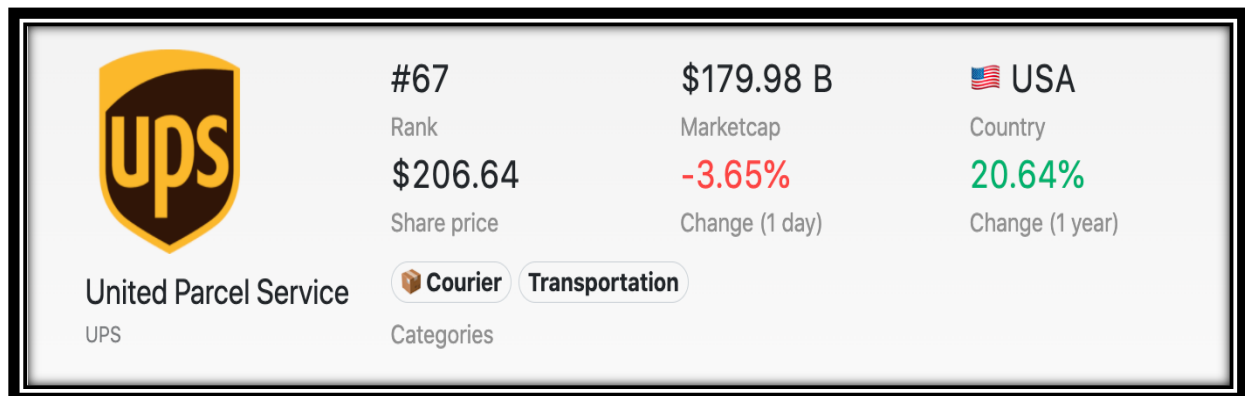 ups
United Parcel Service
UPS
#67
Rank
$179.98 B
Marketcap
USA
Country
$206.64
Share price
-3.65%
Change (1 day)
20.64%
Change (1 year)
Courier
Transportation
Categories